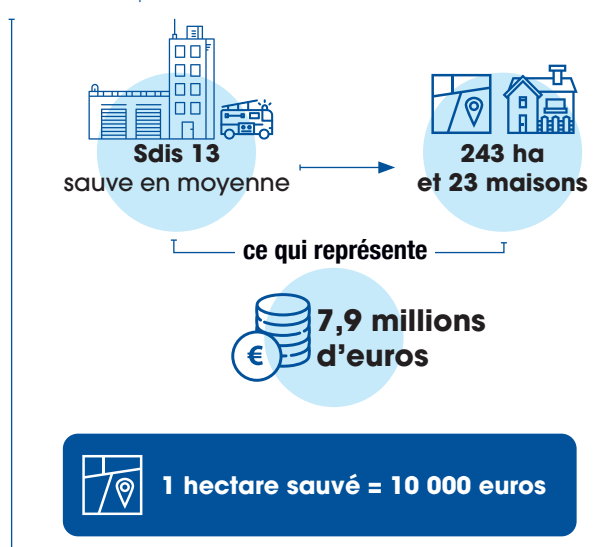 Sdis 13
sauve en moyenne
243 ha
et 23 maisons
ce qui représente
€
7,9 millions
d'euros
1 hectare sauvé = 10 000 euros